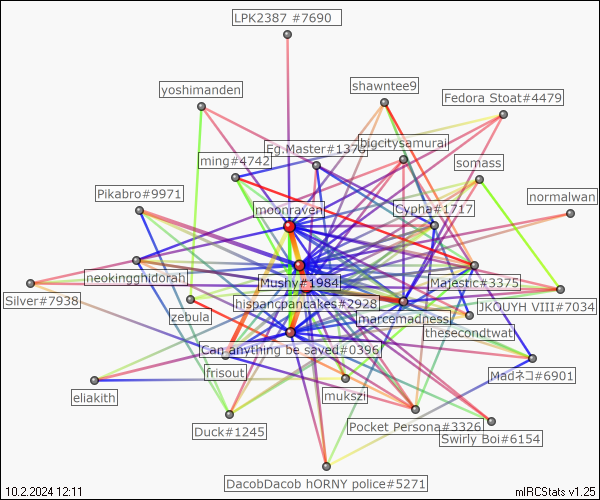 LPK2387 #7690
yoshimanden
shawntee9
Fedora Stoat#4479
Eg.Master#1370
bigcitysamurai
ming#4742
somass
Pikabro#9971
normalwan
moonraven
Cypha#1717
neokingghidorah
Mushy#1984
Majestic#3375
Silver#7938
hispanicpancakes#2928
JKOUYH VIII#7034
zebula
marcemadness
thesecondtwat
Can anything be saved#0396
frisout
Madネコ#6901
eliakith
mukszi
Duck#1245
Pocket Persona#3326
Swirly Boi#6154
DacobDacob hORNY police#5271
10.2.2024 12:11
mIRCStats v1.25